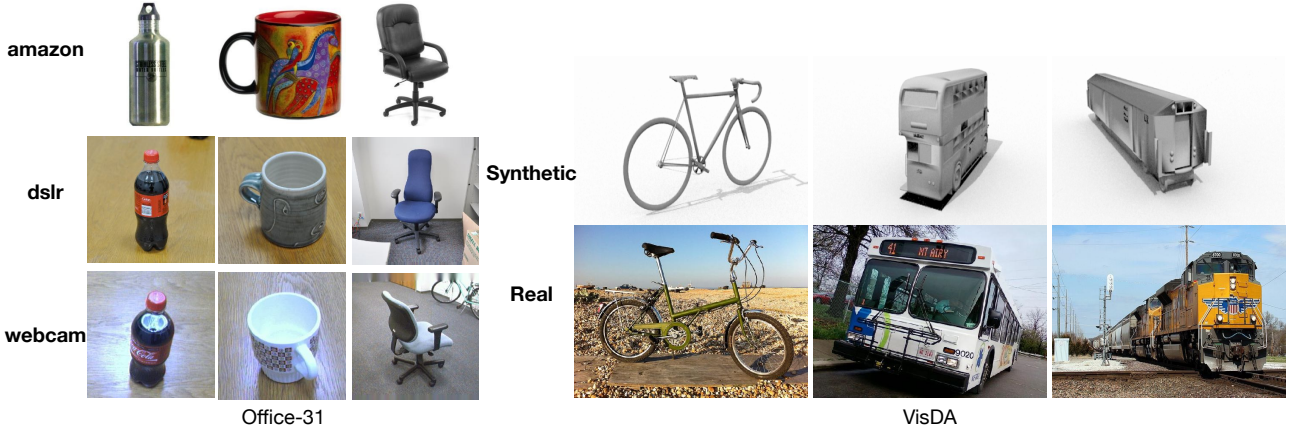 amazon
dslr
webcam
Office-31
Synthetic
Real
41 MT AIRY
9020
VisDA